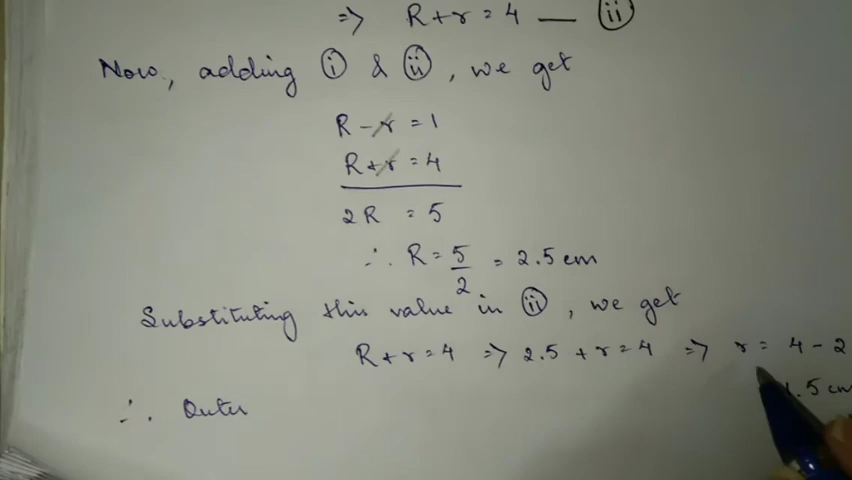 => R+r = 4 — (ii)
Now, adding (i) & (ii), we get
R - r = 1
R + r = 4
2R = 5
∴ R = 5/2 = 2.5 cm
Substituting this value in (ii), we get
R + r = 4 => 2.5 + r = 4 => r = 4 - 2
1.5 cm
∴ Outer